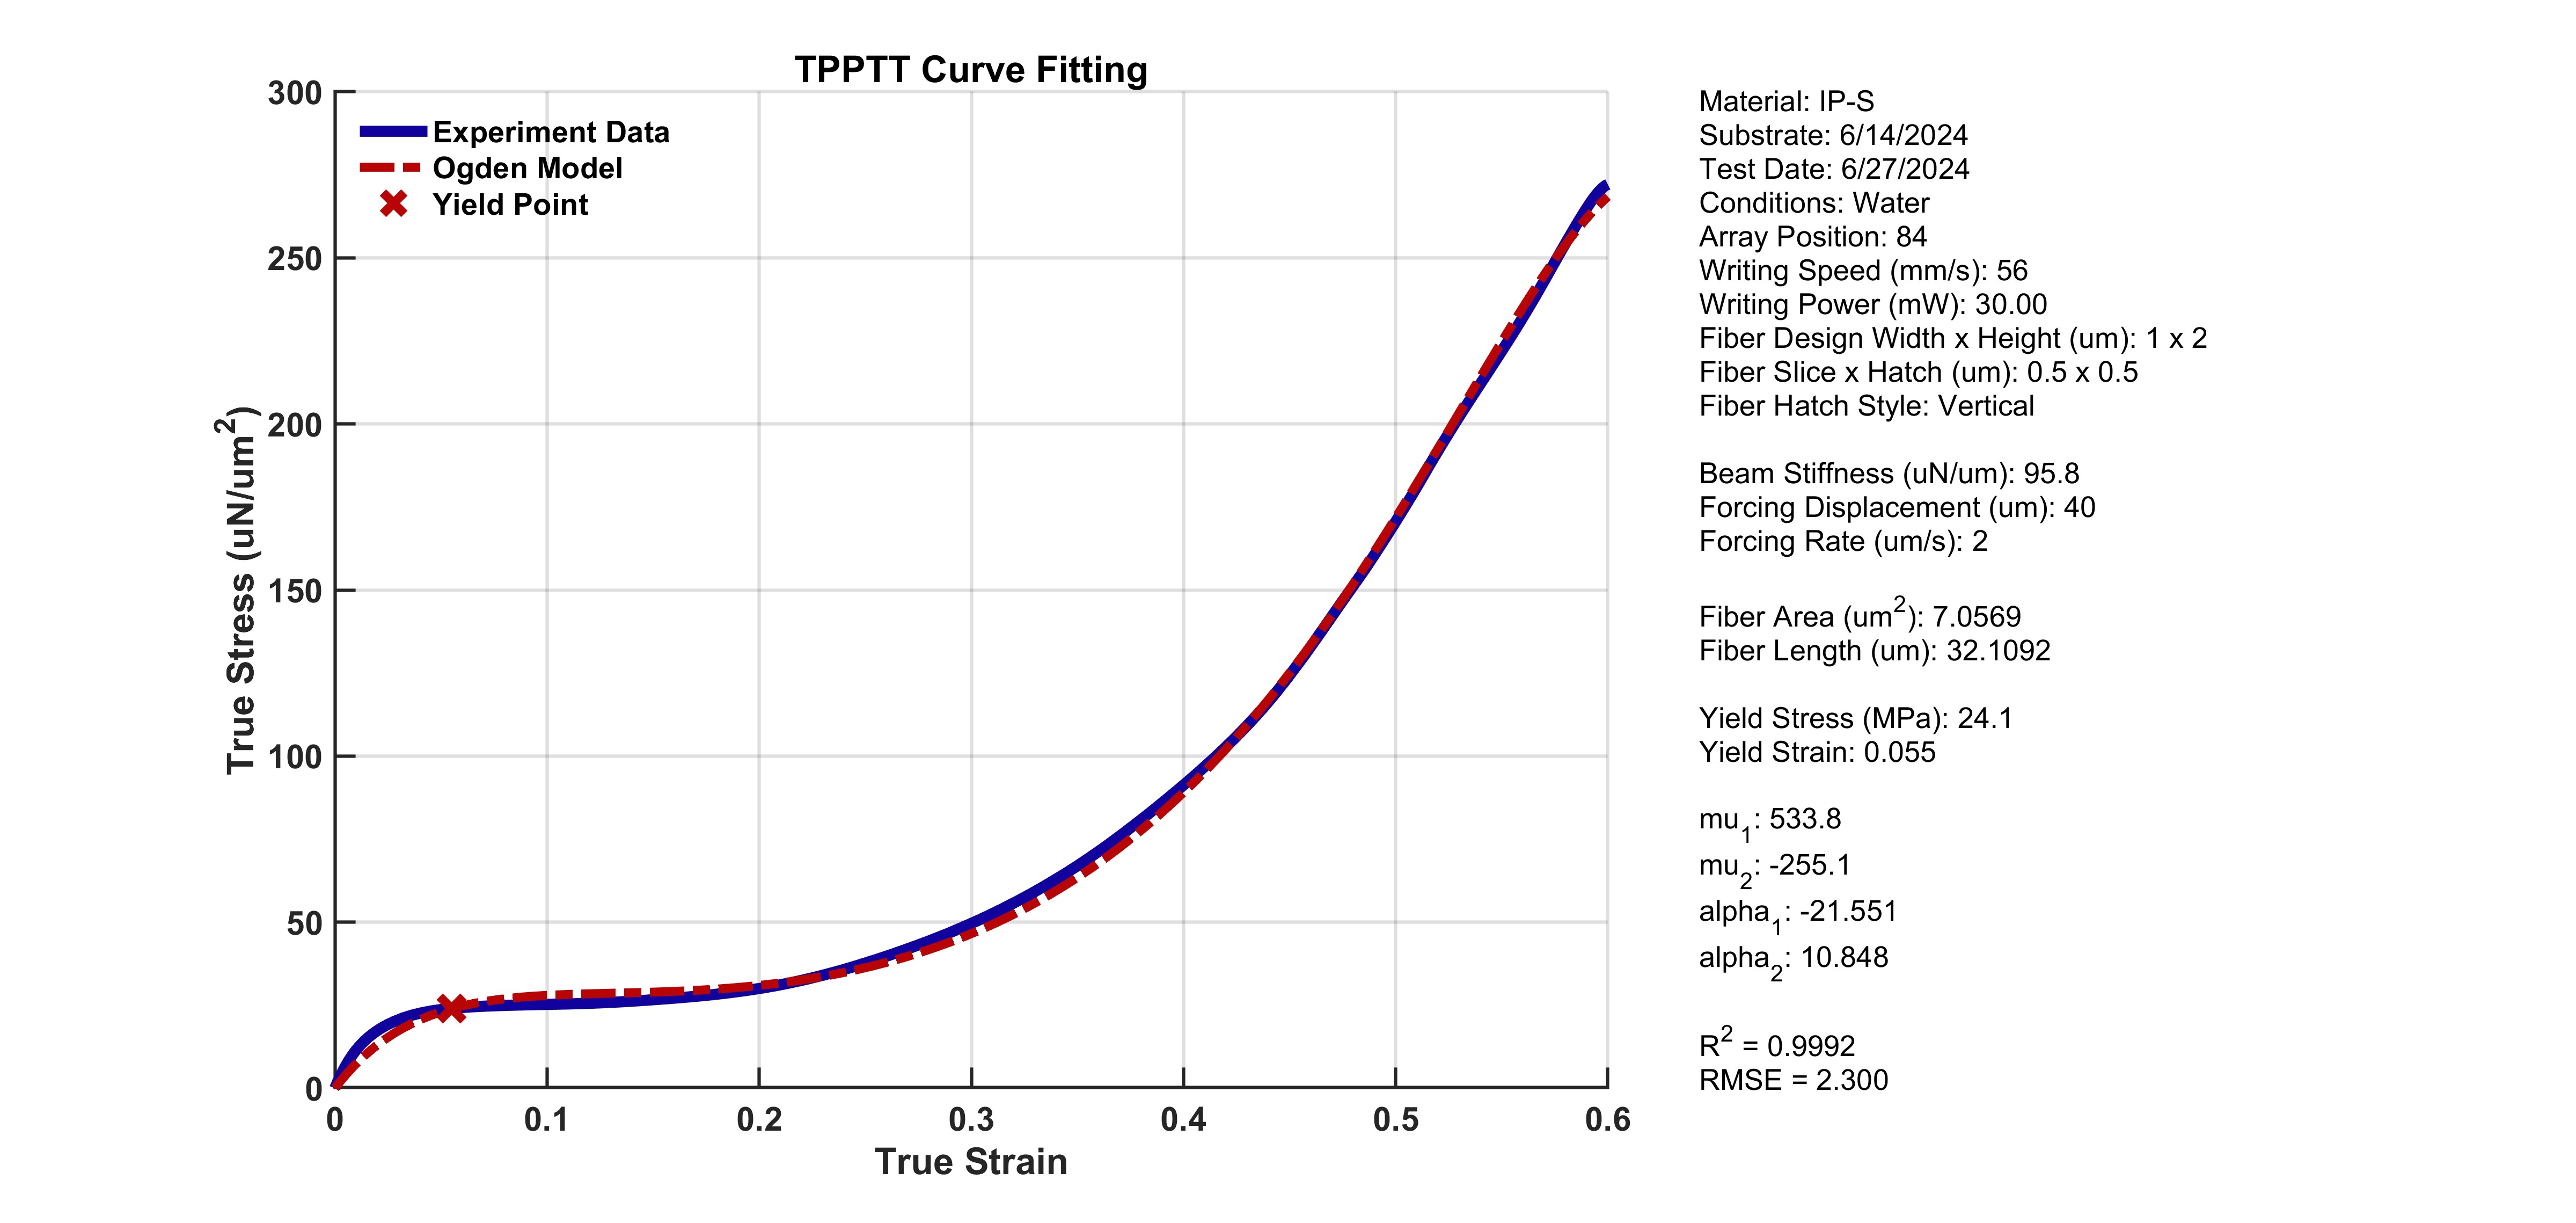 TPPTT Curve Fitting
300
250
200
150
100
50
0
True Stress (uN/um²)
Experiment Data
Ogden Model
Yield Point
0 0.1 0.2 0.3 0.4 0.5 0.6
True Strain
Material: IP-S
Substrate: 6/14/2024
Test Date: 6/27/2024
Conditions: Water
Array Position: 84
Writing Speed (mm/s): 56
Writing Power (mW): 30.00
Fiber Design Width x Height (um): 1 x 2
Fiber Slice x Hatch (um): 0.5 x 0.5
Fiber Hatch Style: Vertical
Beam Stiffness (uN/um): 95.8
Forcing Displacement (um): 40
Forcing Rate (um/s): 2
Fiber Area (um²): 7.0569
Fiber Length (um): 32.1092
Yield Stress (MPa): 24.1
Yield Strain: 0.055
mu₁: 533.8
mu₂: -255.1
alpha₁: -21.551
alpha₂: 10.848
R² = 0.9992
RMSE = 2.300